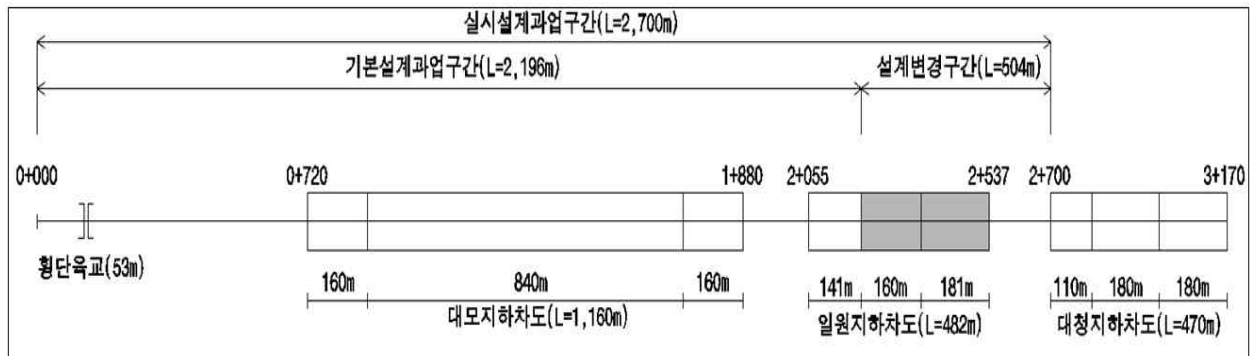 실시설계과업구간(L=2,700m)
기본설계과업구간(L=2,196m) 설계변경구간(L=504m)
0+000 0+720 1+880 2+055 2+537 2+700 3+170
횡단육교(53m)
160m 840m 160m 141m 160m 181m 110m 180m 180m
대모지하차도(L=1,160m) 일원지하차도(L=482m) 대청지하차도(L=470m)